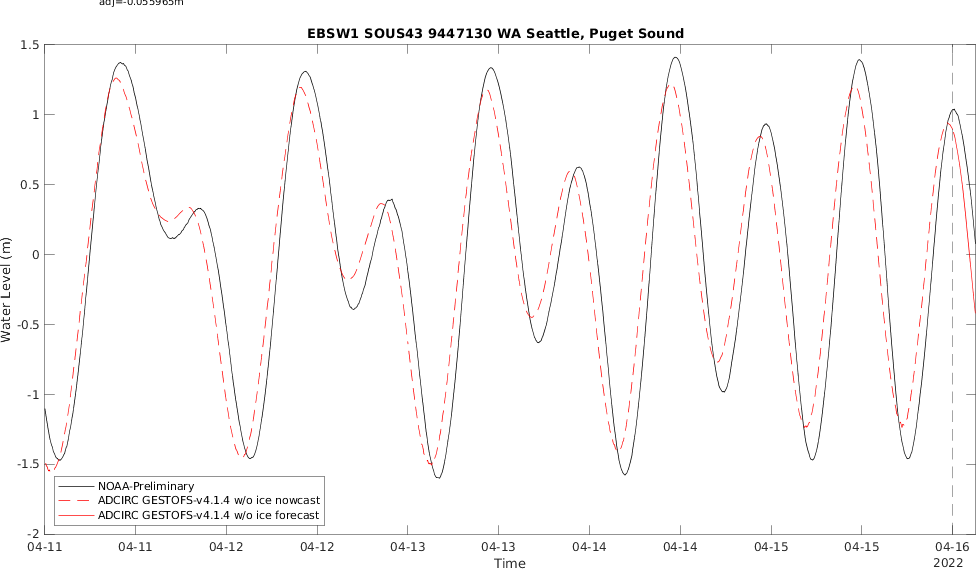 adj=-0.055965m
EBSW1 SOUS43 9447130 WA Seattle, Puget Sound
Water Level (m)
1.5
1
0.5
0
-0.5
-1
-1.5
-2
NOAA-Preliminary
ADCIRC GESTOFS-v4.1.4 w/o ice nowcast
ADCIRC GESTOFS-v4.1.4 w/o ice forecast
04-11 04-11 04-12 04-12 04-13 04-13 04-14 04-14 04-15 04-15 04-16
Time 2022